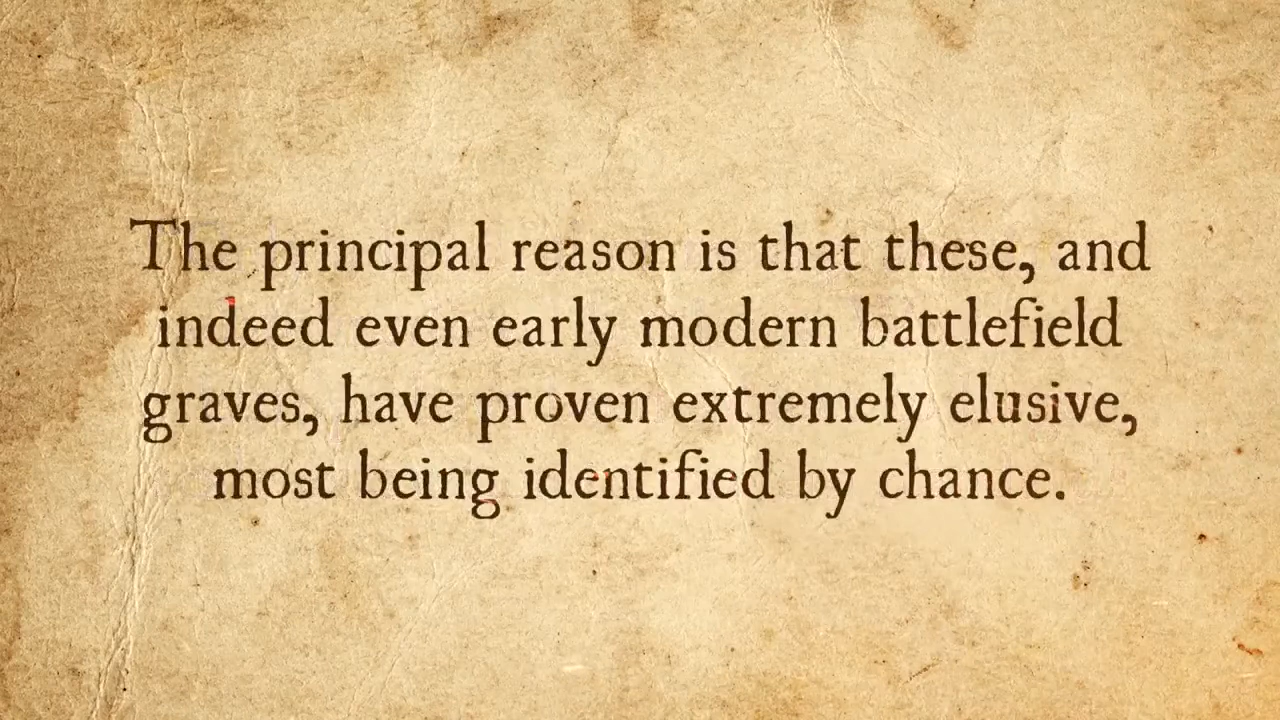 The principal reason is that these, and
indeed even early modern battlefield
graves, have proven extremely elusive,
most being identified by chance.